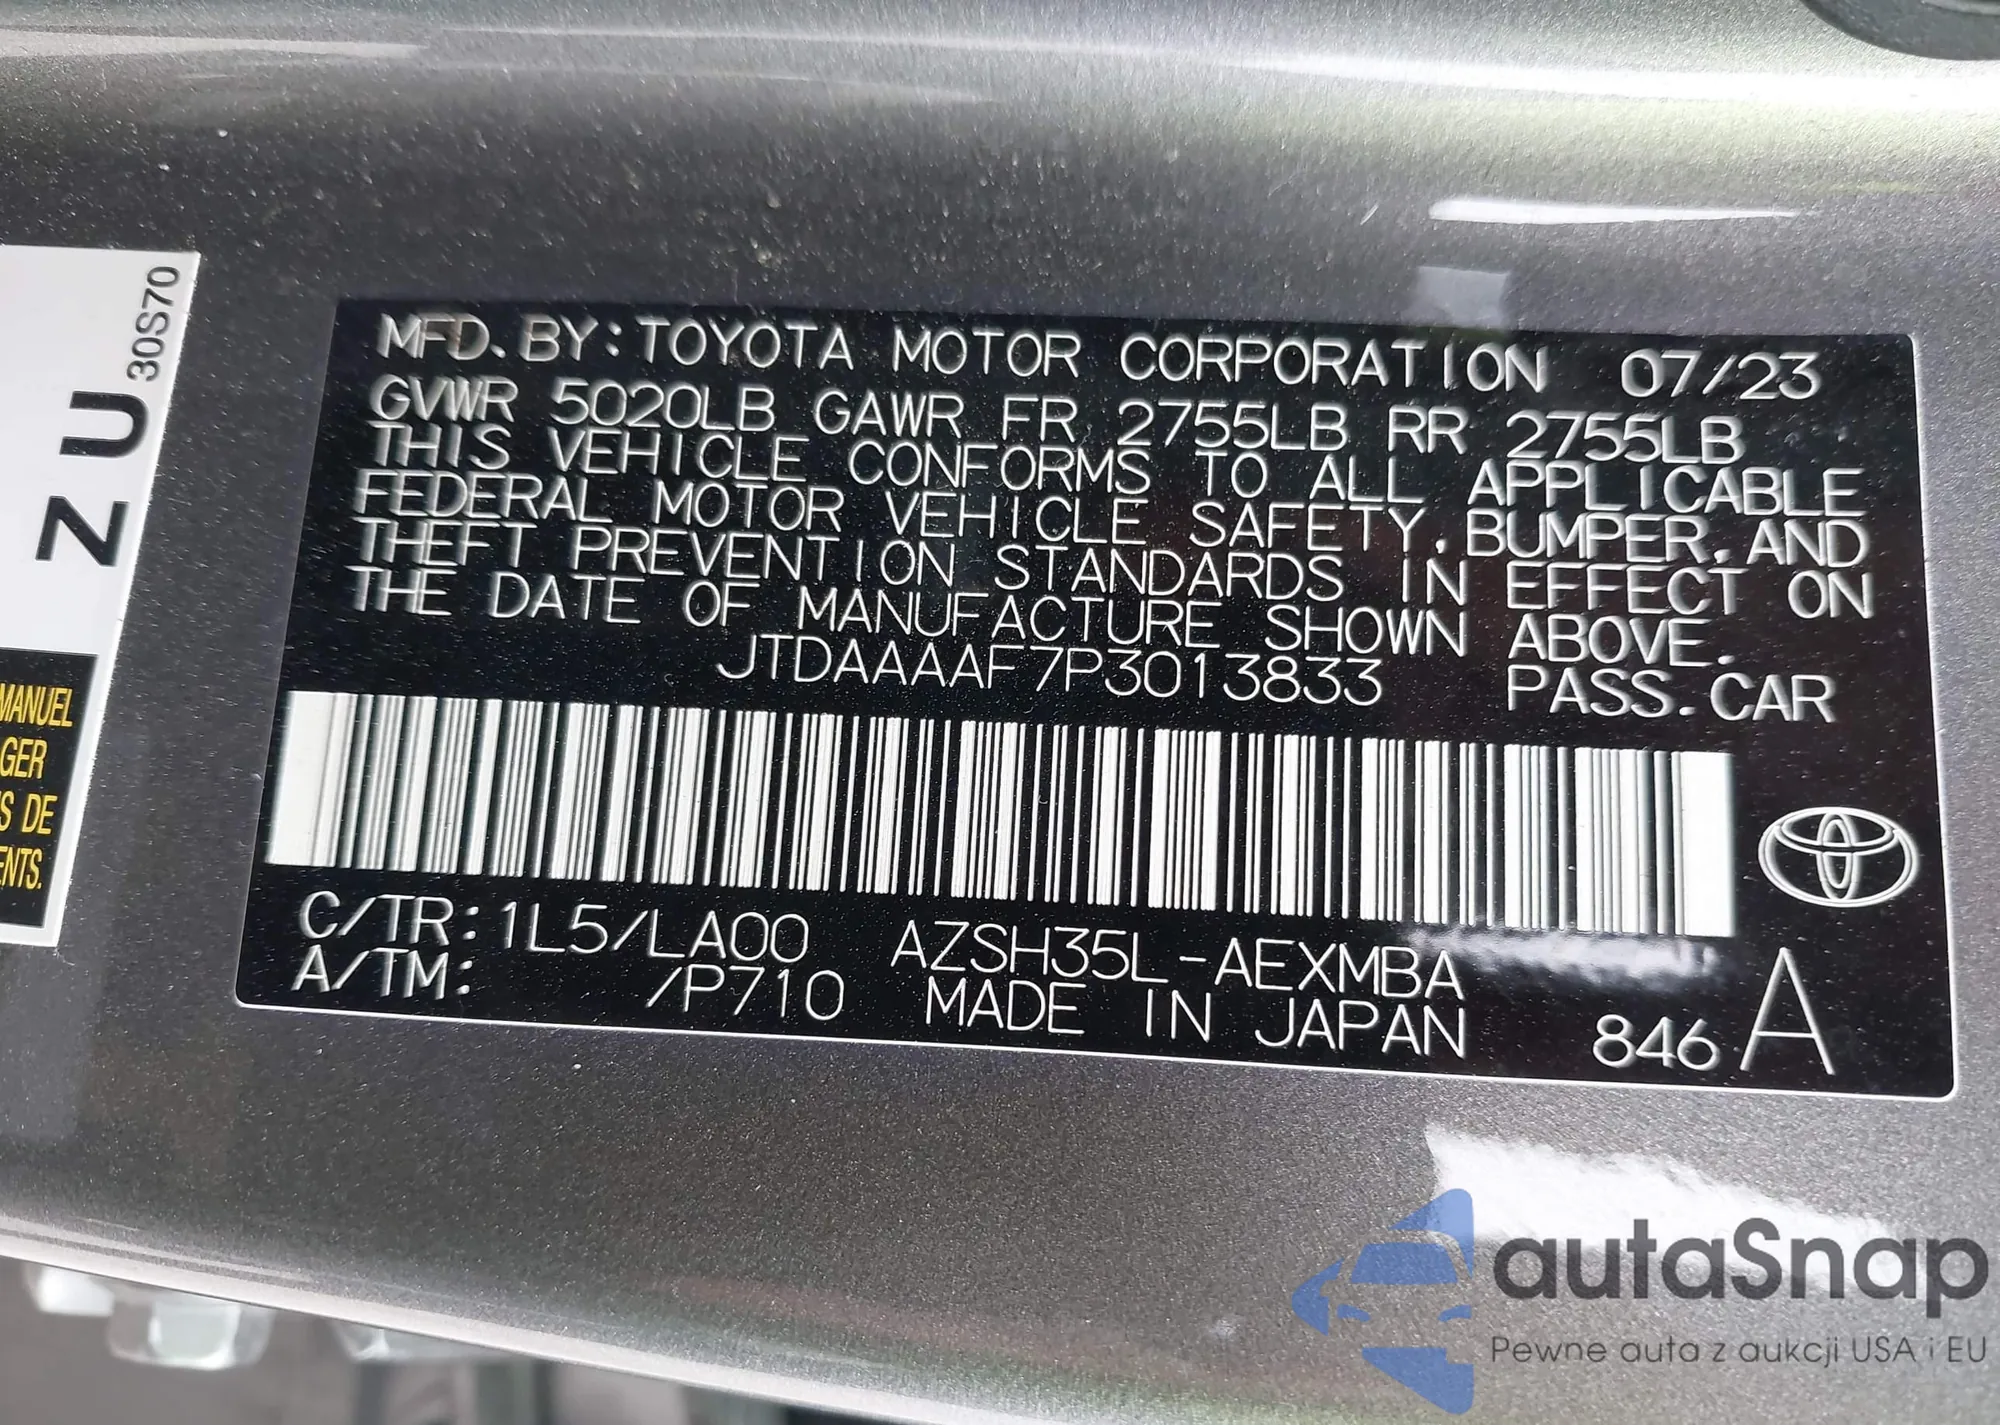 30S70
ZU
MANUEL
GER
S DE
ENTS.
MFD. BY: TOYOTA MOTOR CORPORATION 07/23
GVWR 5020LB GAWR FR 2755LB RR 2755LB
THIS VEHICLE CONFORMS TO ALL APPLICABLE
FEDERAL MOTOR VEHICLE SAFETY, BUMPER, AND
THEFT PREVENTION STANDARDS IN EFFECT ON
THE DATE OF MANUFACTURE SHOWN ABOVE.
JTDAAAAF7P3013833 PASS. CAR
C/TR: 1L5/LA00 AZSH35L-AEXMBA
A/TM: /P710 MADE IN JAPAN 846 A
autaSnap
Pewne auta z aukcji USA i EU